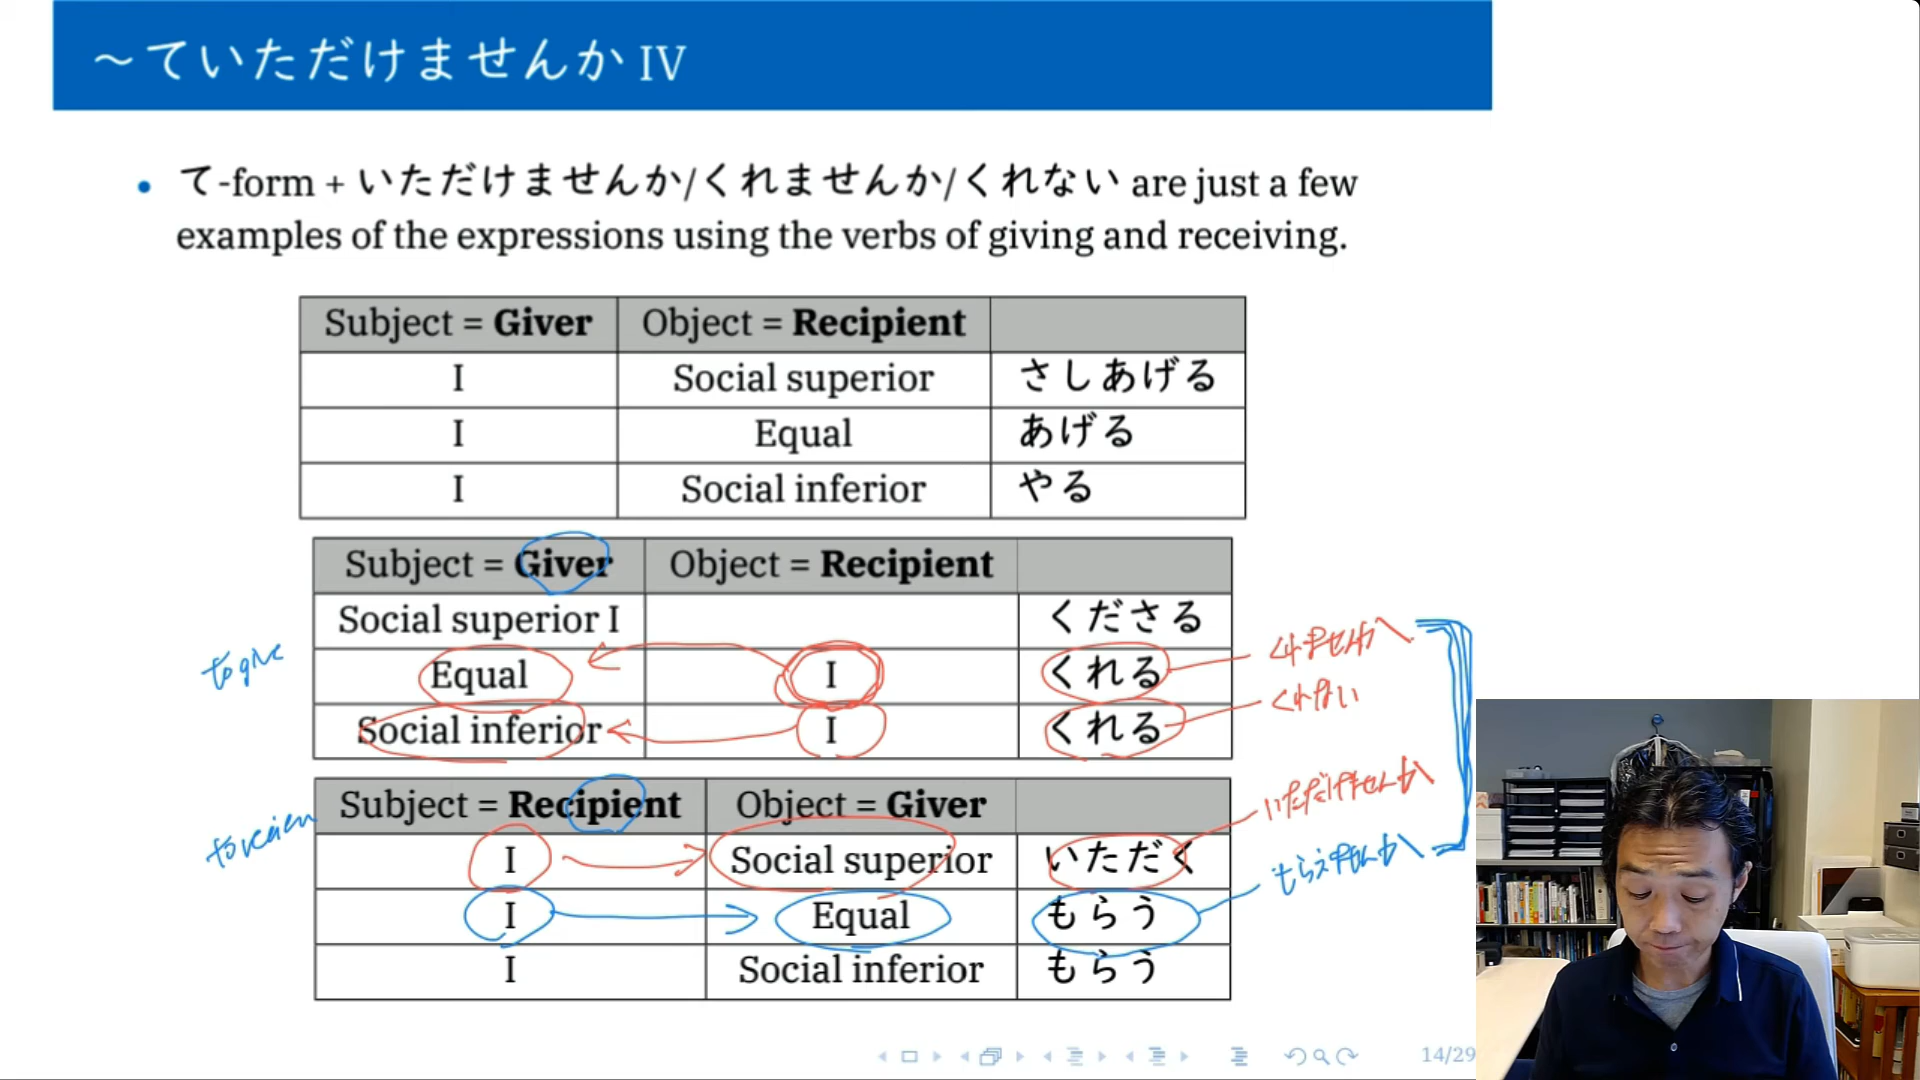 ～ていただけませんか IV
• て-form + いただけませんか/くれませんか/くれない are just a few
examples of the expressions using the verbs of giving and receiving.
Subject = Giver Object = Recipient
I Social superior さしあげる
I Equal あげる
I Social inferior やる
Subject = Giver Object = Recipient
Social superior I くださる
Equal I くれる
くれませんか
Social inferior I くれる
くれない
to give
Subject = Recipient Object = Giver
I Social superior いただく
いただけませんか
I Equal もらう
もらえませんか
I Social inferior もらう
14/29